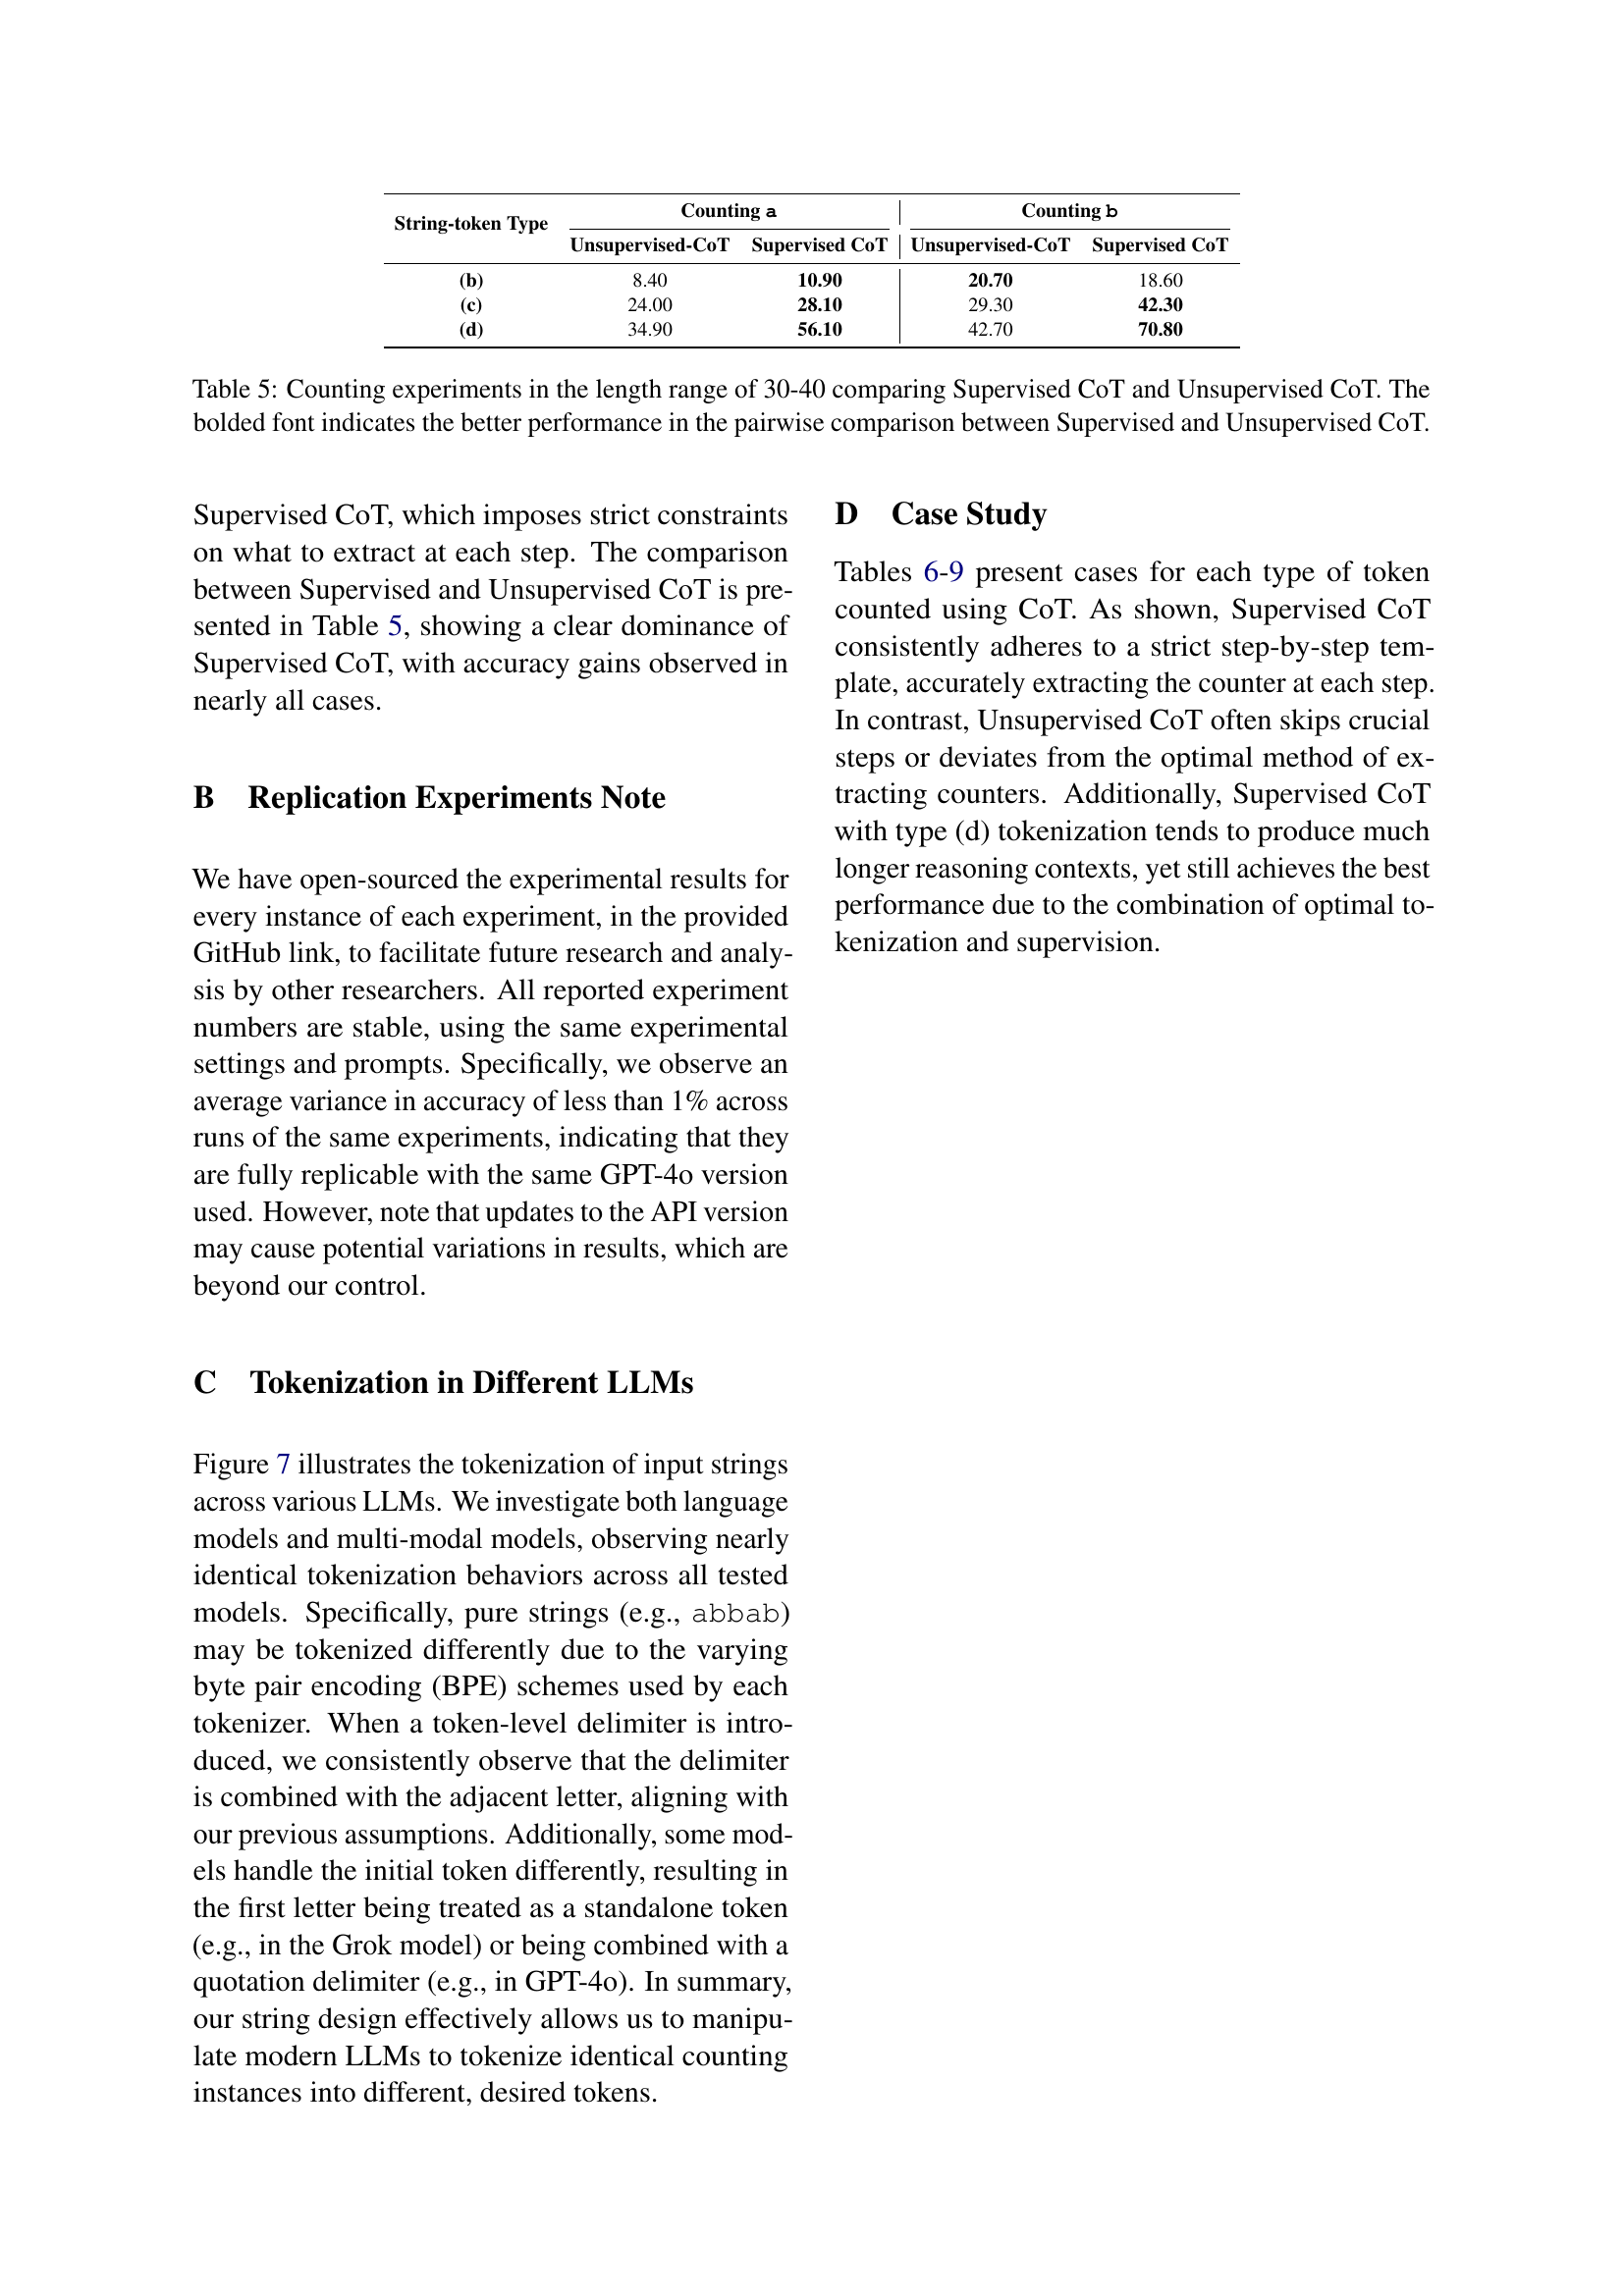 String-token Type
Counting a
Counting b
Unsupervised-CoT Supervised CoT Unsupervised-CoT Supervised CoT
(b) 8.40 10.90 20.70 18.60
(c) 24.00 28.10 29.30 42.30
(d) 34.90 56.10 42.70 70.80
Table 5: Counting experiments in the length range of 30-40 comparing Supervised CoT and Unsupervised CoT. The
bolded font indicates the better performance in the pairwise comparison between Supervised and Unsupervised CoT.
Supervised CoT, which imposes strict constraints
on what to extract at each step. The comparison
between Supervised and Unsupervised CoT is pre-
sented in Table 5, showing a clear dominance of
Supervised CoT, with accuracy gains observed in
nearly all cases.
B Replication Experiments Note
We have open-sourced the experimental results for
every instance of each experiment, in the provided
GitHub link, to facilitate future research and analy-
sis by other researchers. All reported experiment
numbers are stable, using the same experimental
settings and prompts. Specifically, we observe an
average variance in accuracy of less than 1% across
runs of the same experiments, indicating that they
are fully replicable with the same GPT-4o version
used. However, note that updates to the API version
may cause potential variations in results, which are
beyond our control.
C Tokenization in Different LLMs
Figure 7 illustrates the tokenization of input strings
across various LLMs. We investigate both language
models and multi-modal models, observing nearly
identical tokenization behaviors across all tested
models. Specifically, pure strings (e.g., abbab)
may be tokenized differently due to the varying
byte pair encoding (BPE) schemes used by each
tokenizer. When a token-level delimiter is intro-
duced, we consistently observe that the delimiter
is combined with the adjacent letter, aligning with
our previous assumptions. Additionally, some mod-
els handle the initial token differently, resulting in
the first letter being treated as a standalone token
(e.g., in the Grok model) or being combined with a
quotation delimiter (e.g., in GPT-4o). In summary,
our string design effectively allows us to manipu-
late modern LLMs to tokenize identical counting
instances into different, desired tokens.
D Case Study
Tables 6-9 present cases for each type of token
counted using CoT. As shown, Supervised CoT
consistently adheres to a strict step-by-step tem-
plate, accurately extracting the counter at each step.
In contrast, Unsupervised CoT often skips crucial
steps or deviates from the optimal method of ex-
tracting counters. Additionally, Supervised CoT
with type (d) tokenization tends to produce much
longer reasoning contexts, yet still achieves the best
performance due to the combination of optimal to-
kenization and supervision.